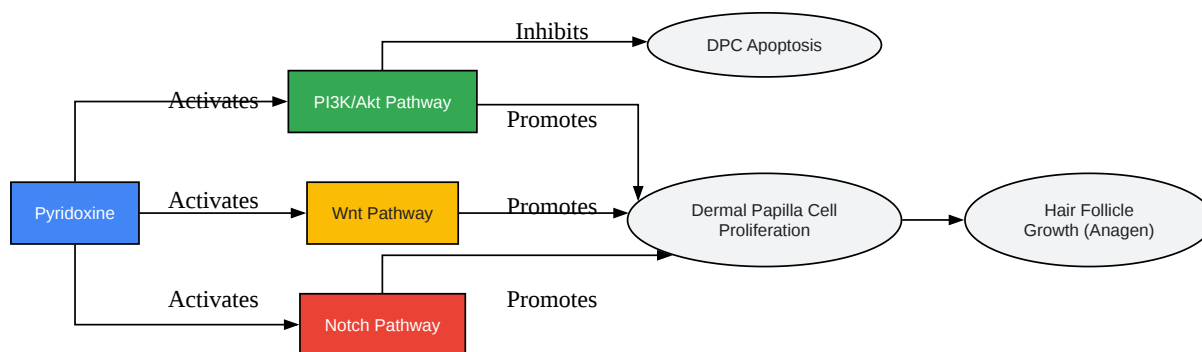 Inhibits
DPC Apoptosis
Activates
PI3K/Akt Pathway
Promotes
Pyridoxine
Activates
Wnt Pathway
Promotes
Dermal Papilla Cell
Proliferation
Hair Follicle
Growth (Anagen)
Activates
Notch Pathway
Promotes